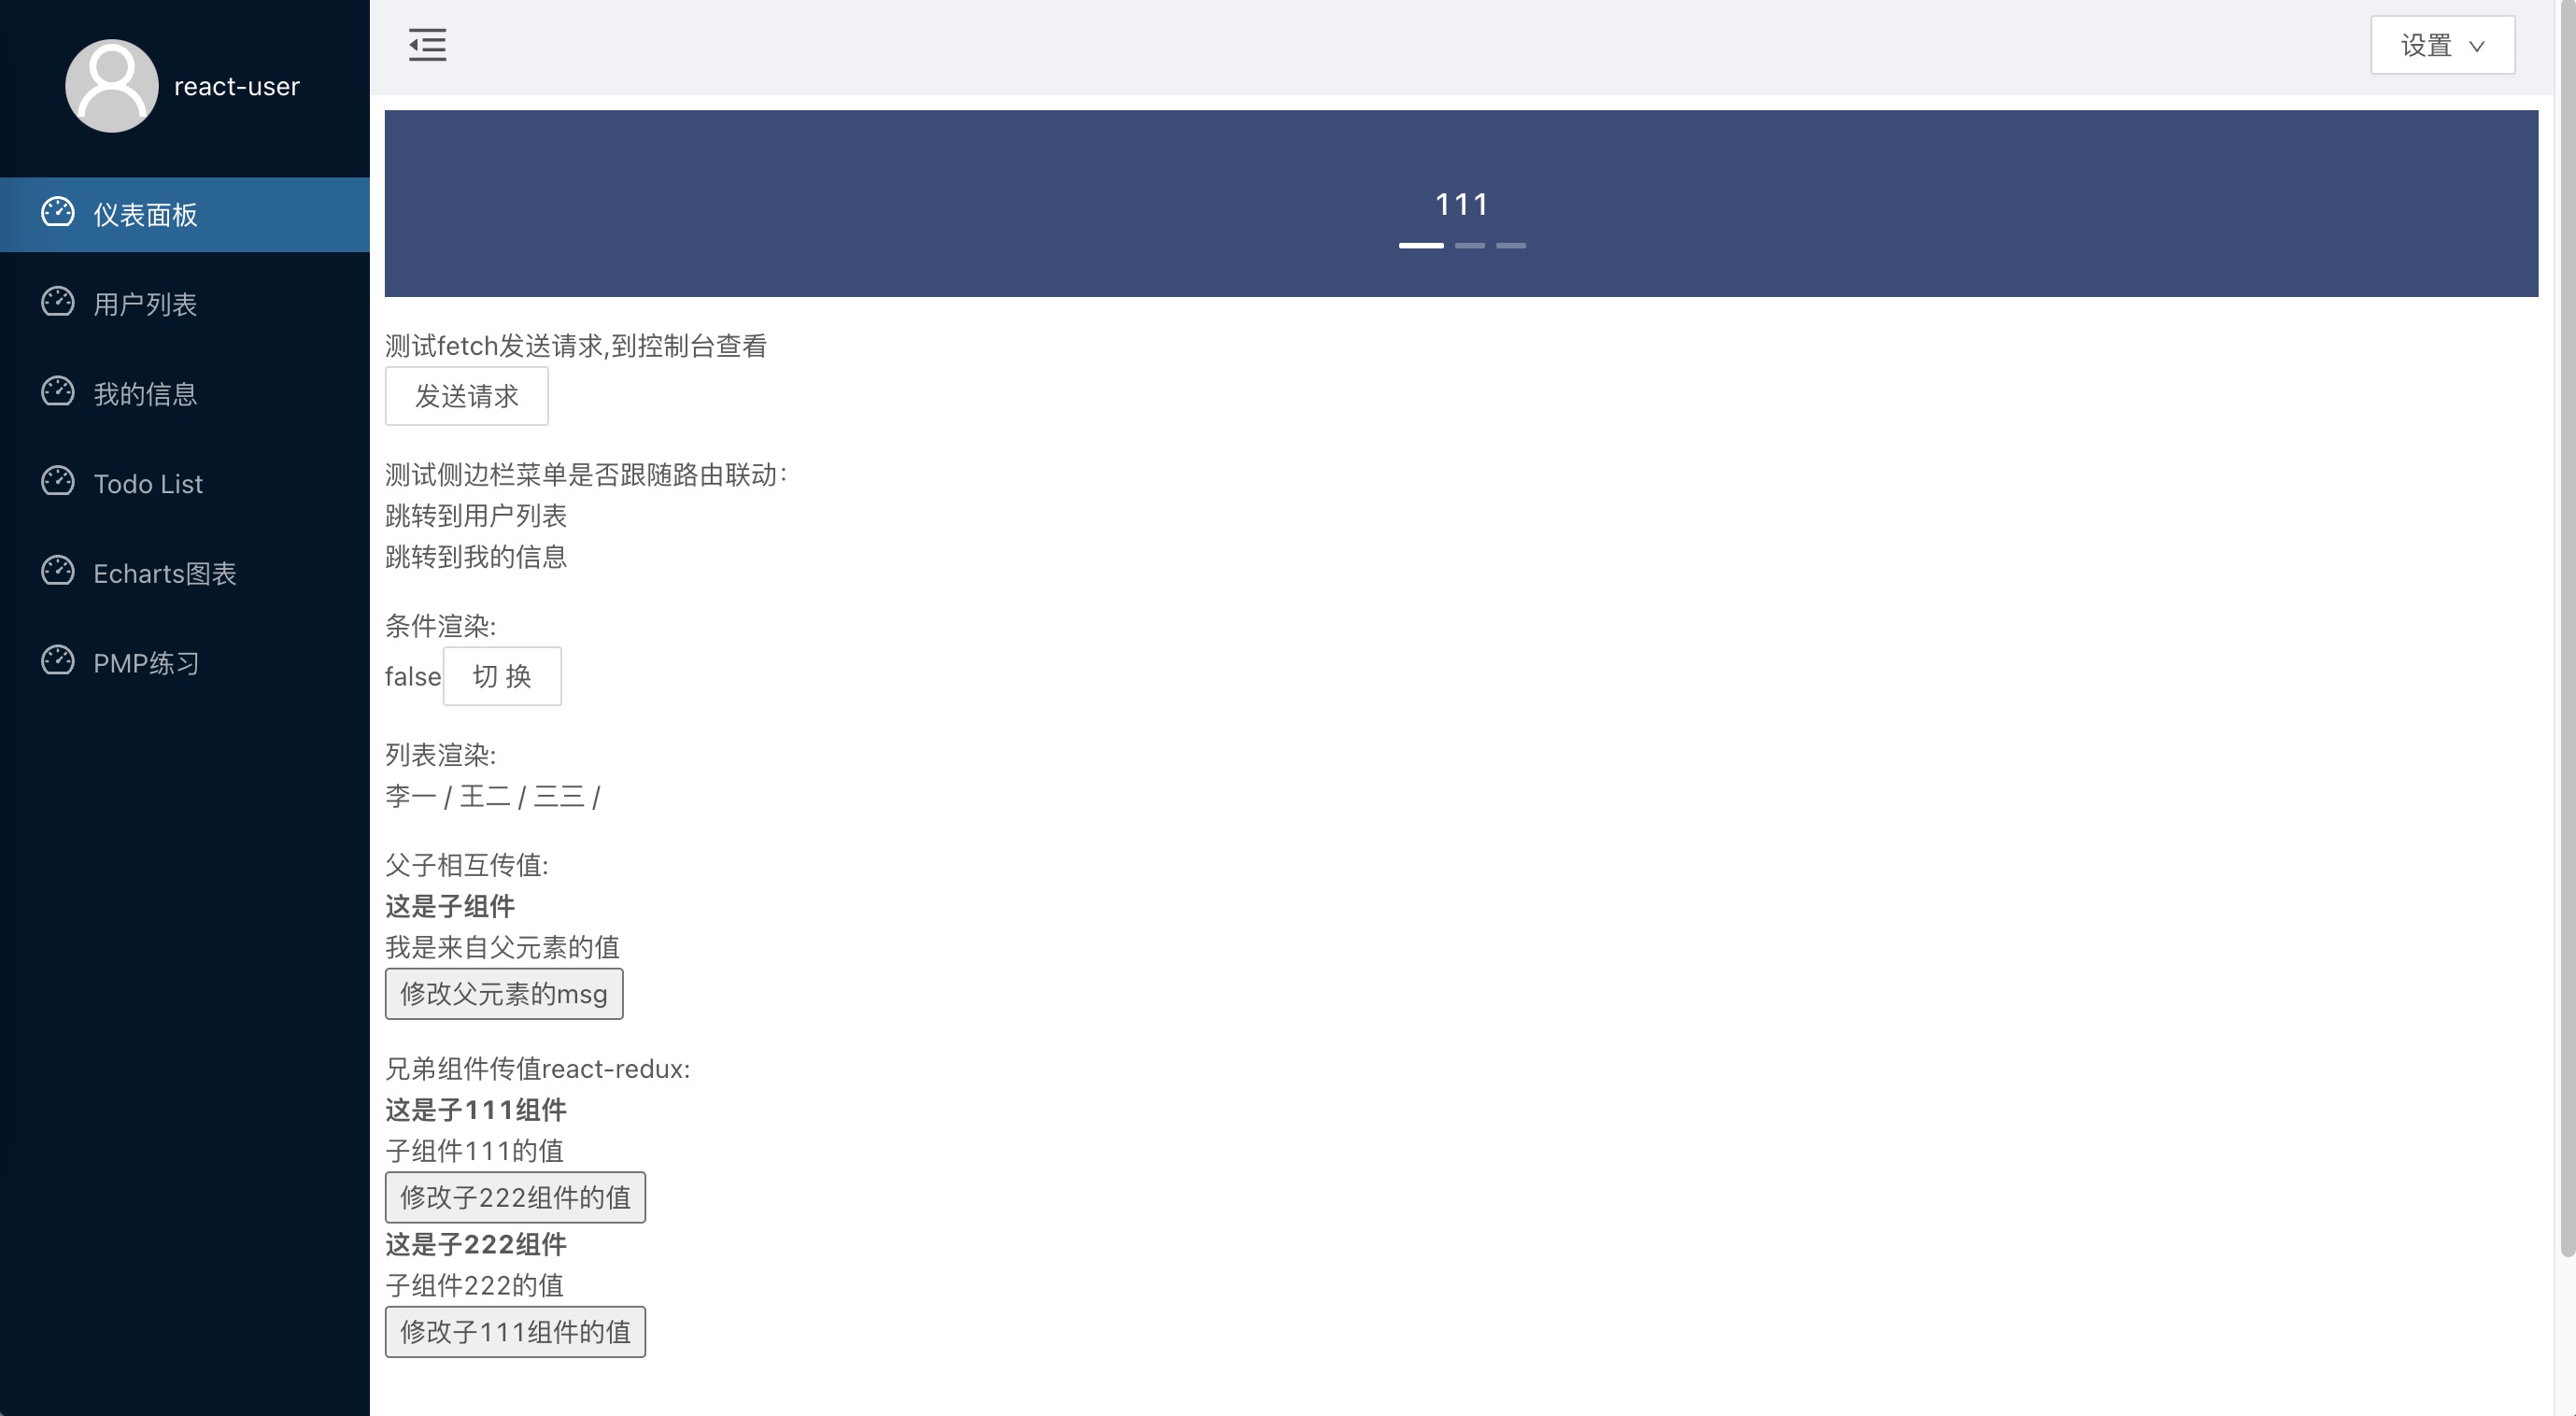 react-user
仪表面板
用户列表
我的信息
Todo List
Echarts图表
PMP练习
设置
111
测试fetch发送请求,到控制台查看
发送请求
测试侧边栏菜单是否跟随路由联动：
跳转到用户列表
跳转到我的信息
条件渲染:
false 切 换
列表渲染:
李一 / 王二 / 三三 /
父子相互传值:
这是子组件
我是来自父元素的值
修改父元素的msg
兄弟组件传值react-redux:
这是子111组件
子组件111的值
修改子222组件的值
这是子222组件
子组件222的值
修改子111组件的值